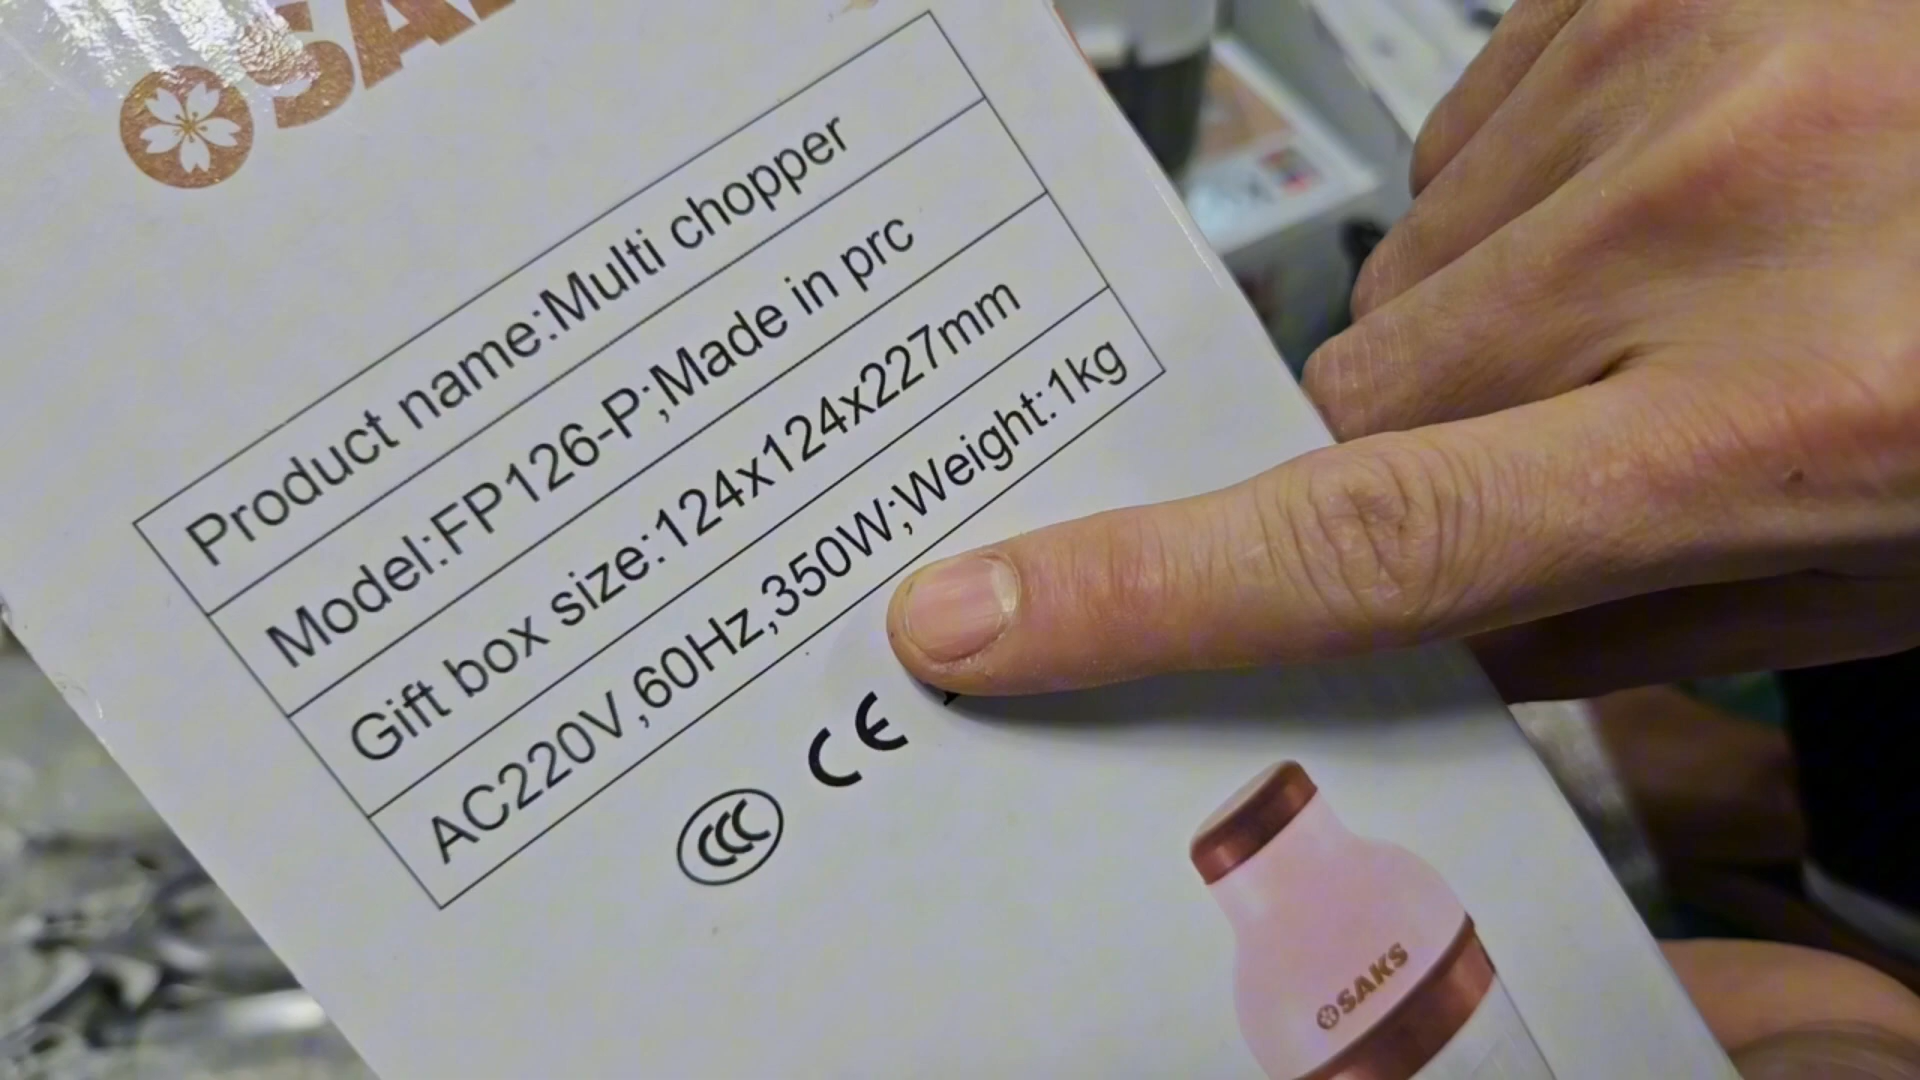 SAK
Product name:Multi chopper
Model:FP126-P;Made in prc
Gift box size:124x124x227mm
AC220V,60Hz,350W;Weight:1kg
CCC CE
SAKS